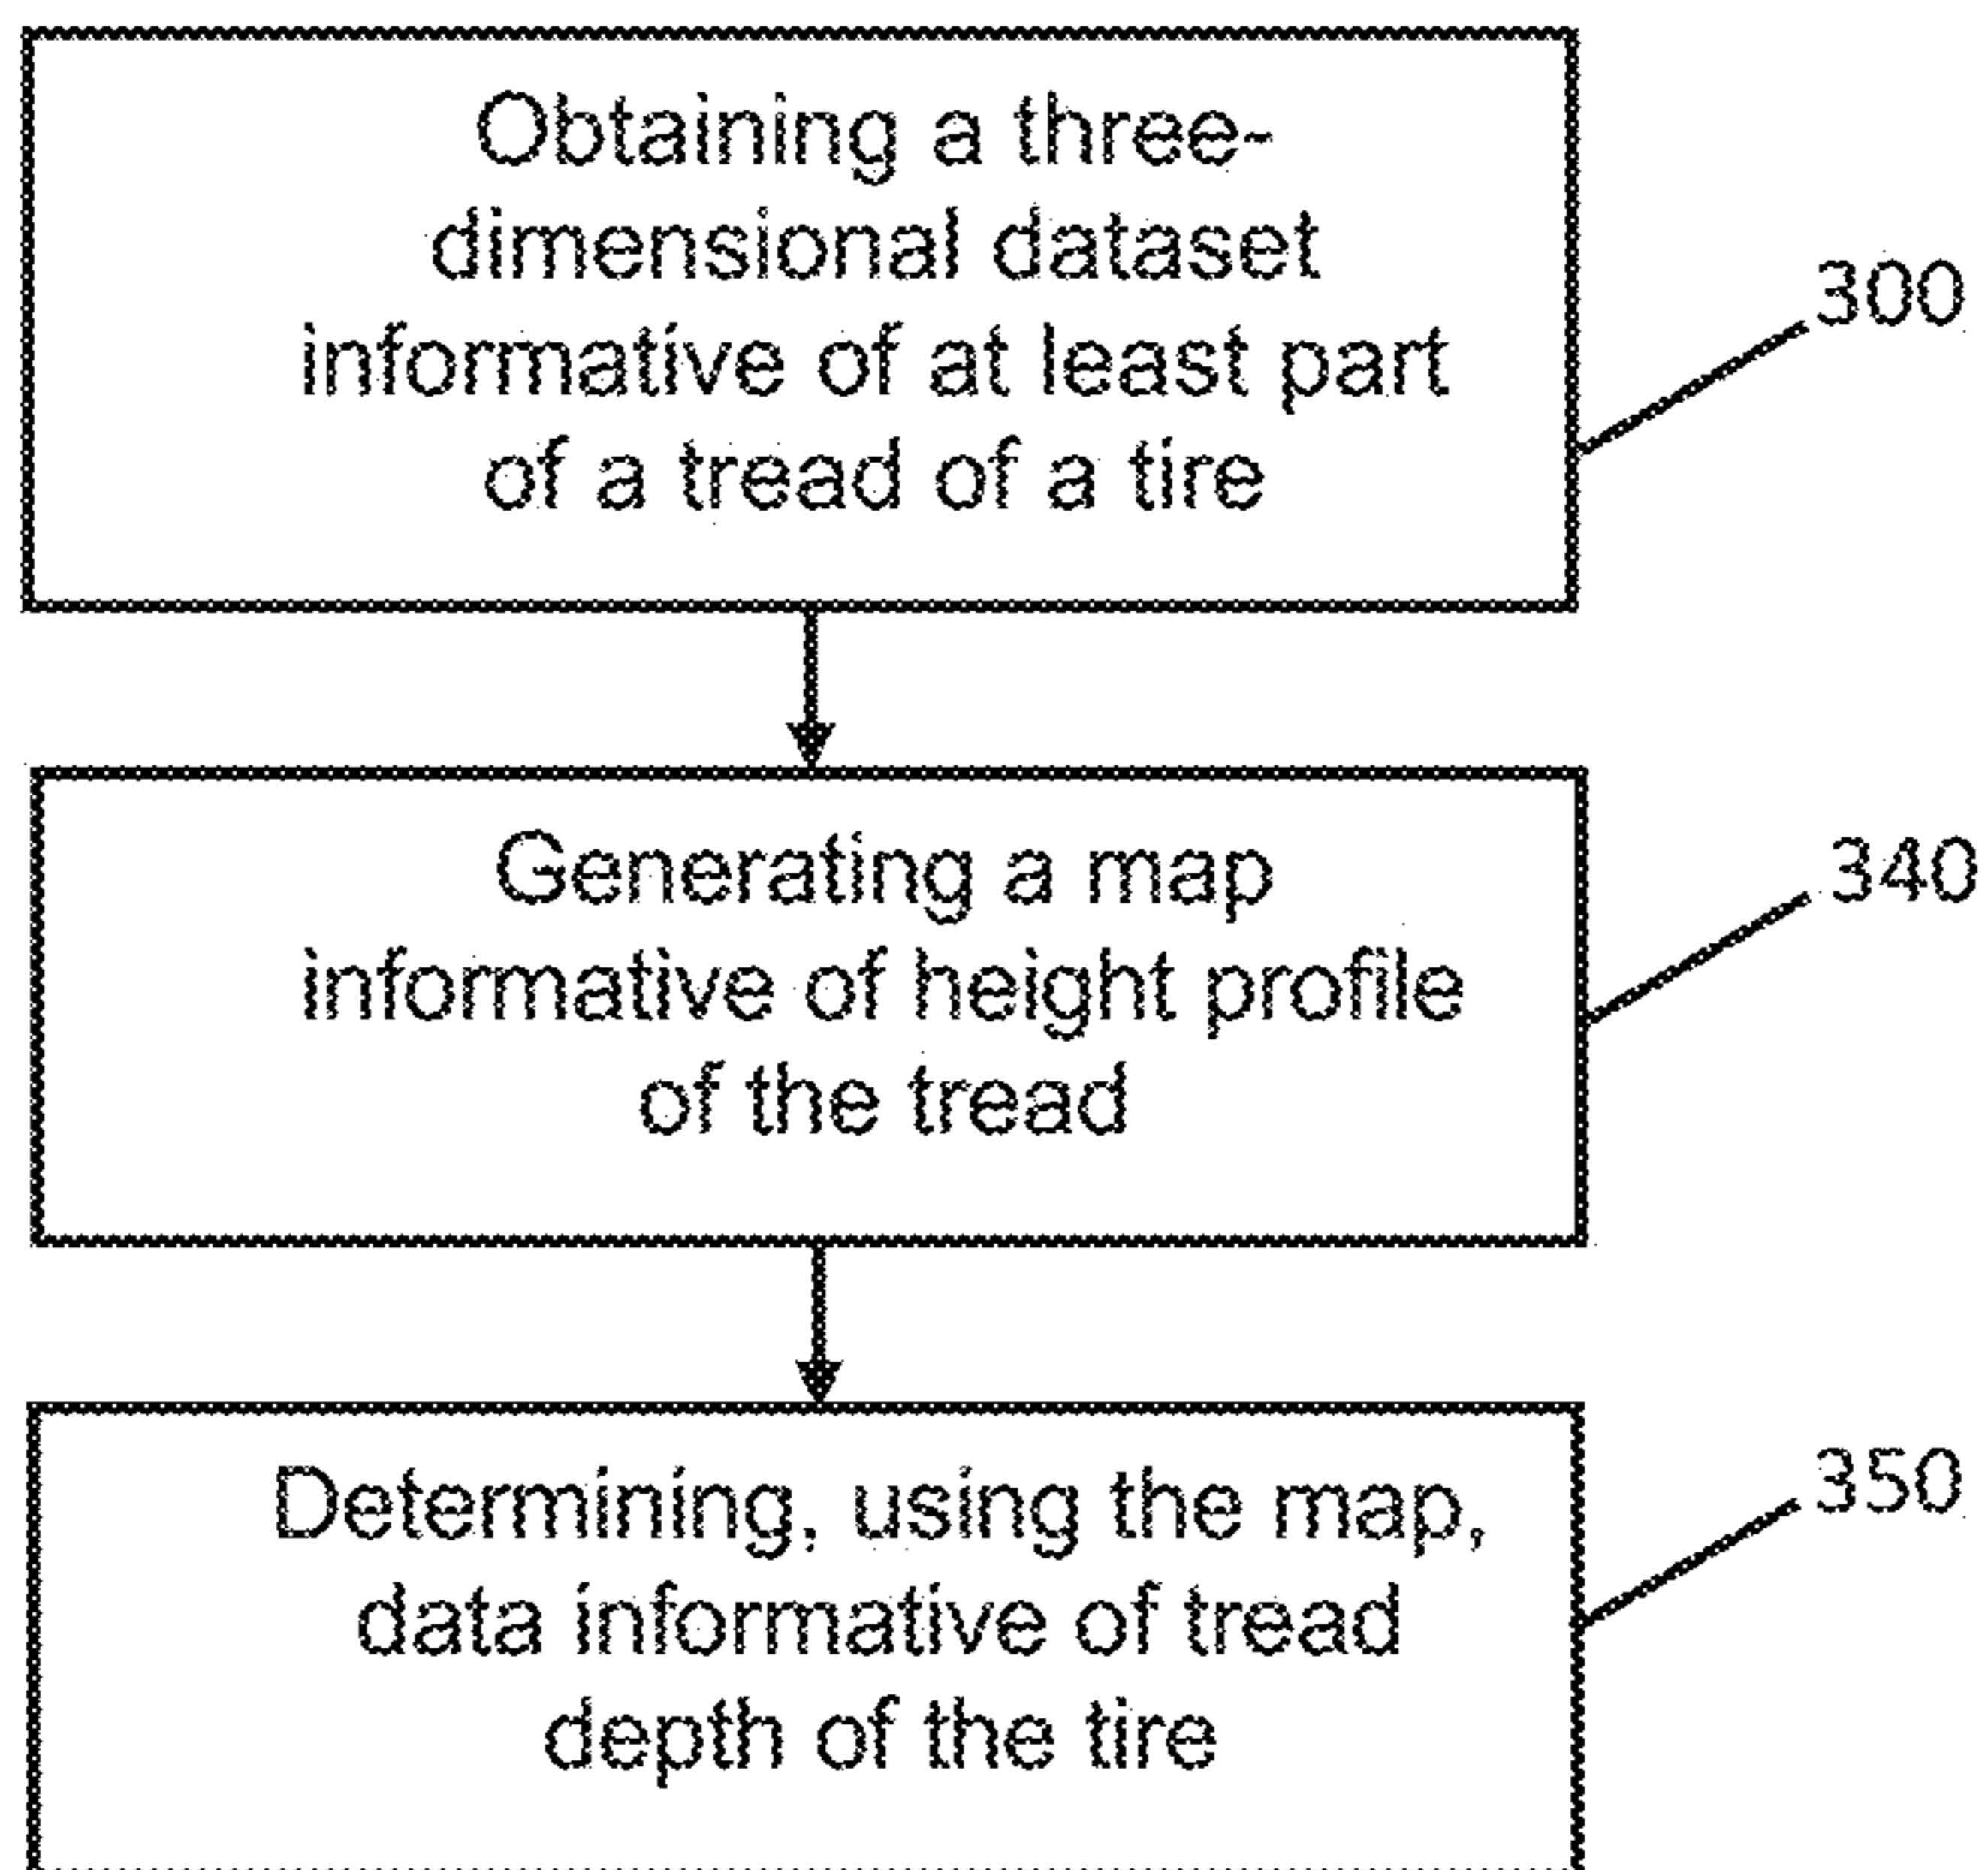 Obtaining a three-
dimensional dataset
informative of at least part
of a tread of a tire
300
Generating a map
informative of height profile
of the tread
340
Determining, using the map,
data informative of tread
depth of the tire
350